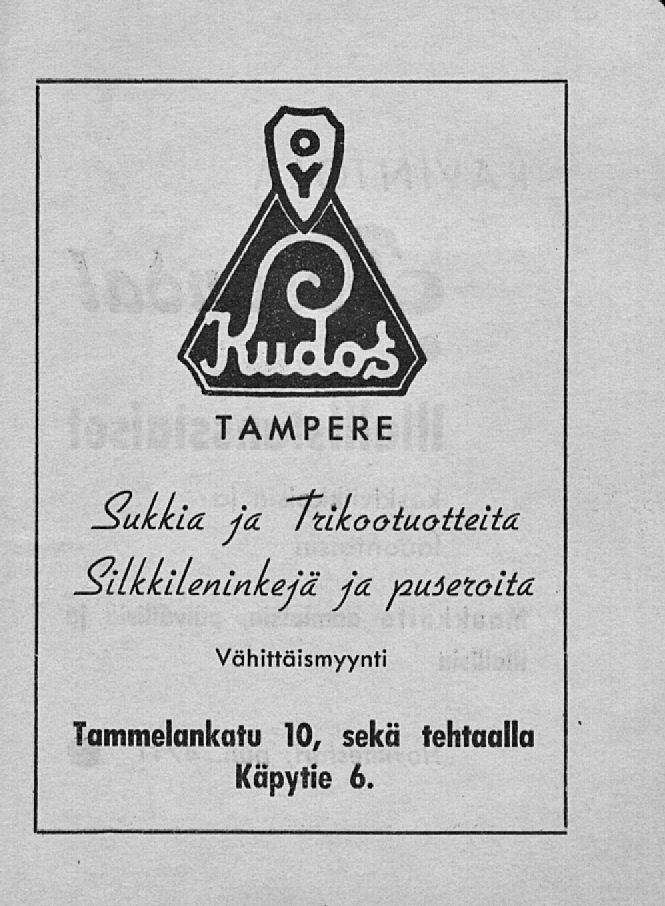 OY
Kudos
TAMPERE
Sukkia ja Trikootuotteita
Silkkileninkejä ja puseroita
Vähittäismyynti
Tammelankatu 10, sekä tehtaalla
Käpytie 6.